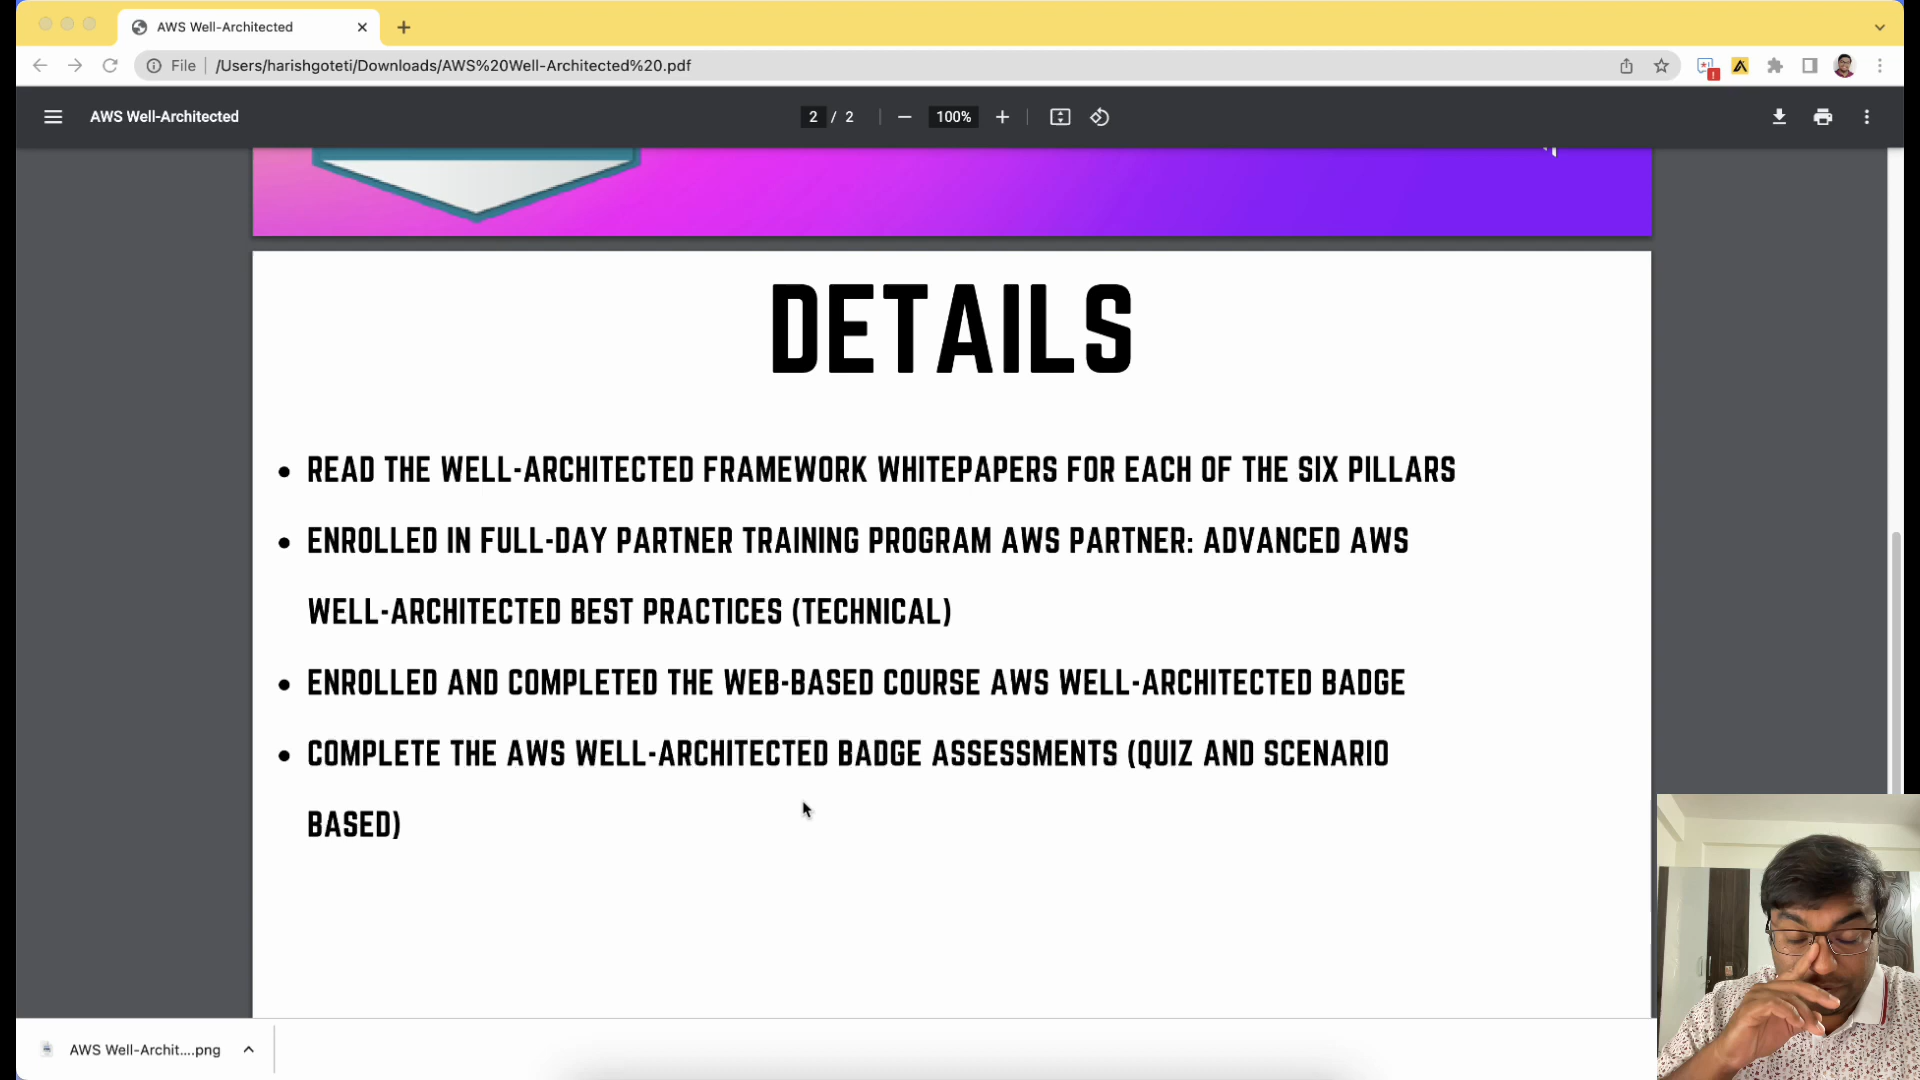 AWS Well-Architected
File /Users/harishgoteti/Downloads/AWS%20Well-Architected%20.pdf
AWS Well-Architected 2 / 2 100%
DETAILS
READ THE WELL-ARCHITECTED FRAMEWORK WHITEPAPERS FOR EACH OF THE SIX PILLARS
ENROLLED IN FULL-DAY PARTNER TRAINING PROGRAM AWS PARTNER: ADVANCED AWS
WELL-ARCHITECTED BEST PRACTICES (TECHNICAL)
ENROLLED AND COMPLETED THE WEB-BASED COURSE AWS WELL-ARCHITECTED BADGE
COMPLETE THE AWS WELL-ARCHITECTED BADGE ASSESSMENTS (QUIZ AND SCENARIO
BASED)
AWS Well-Archit....png